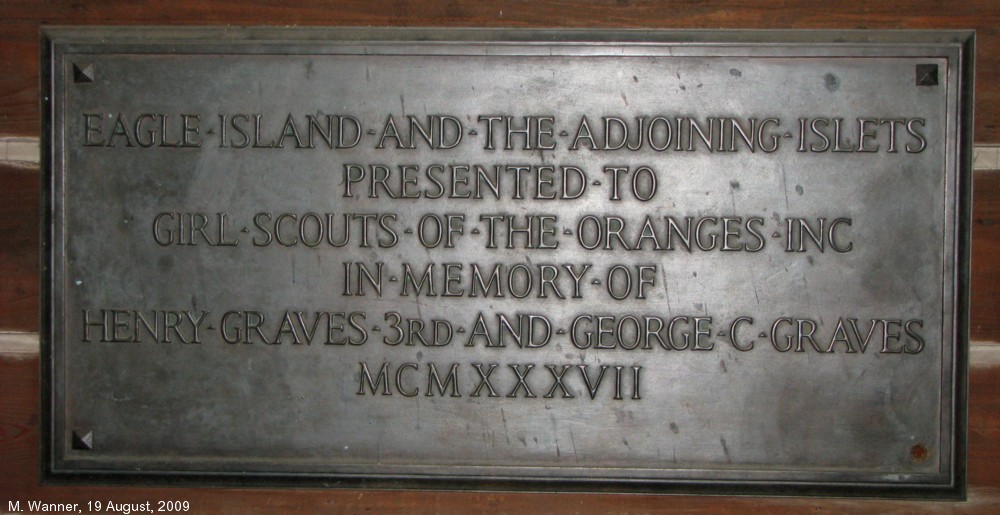 EAGLE·ISLAND·AND·THE·ADJOINING·ISLETS
PRESENTED·TO
GIRL·SCOUTS·OF·THE·ORANGES·INC
IN·MEMORY·OF
HENRY·GRAVES·3RD·AND·GEORGE·C·GRAVES
MCMXXXVII
M. Wanner, 19 August, 2009